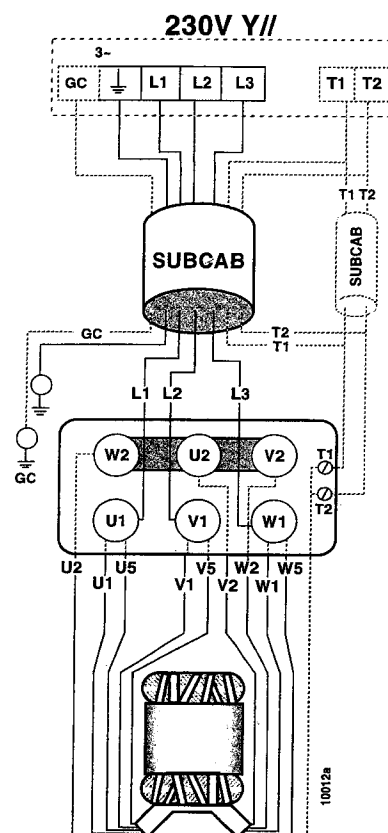 230V Y//
3~
GC L1 L2 L3 T1 T2
T1 T2
SUBCAB
SUBCAB
GC
T2
T1
L1 L2 L3
W2 U2 V2
T1
T2
U1 V1 W1
U2 U5 V5 W2 W5
U1 V1 V2 W1
GC
10012a